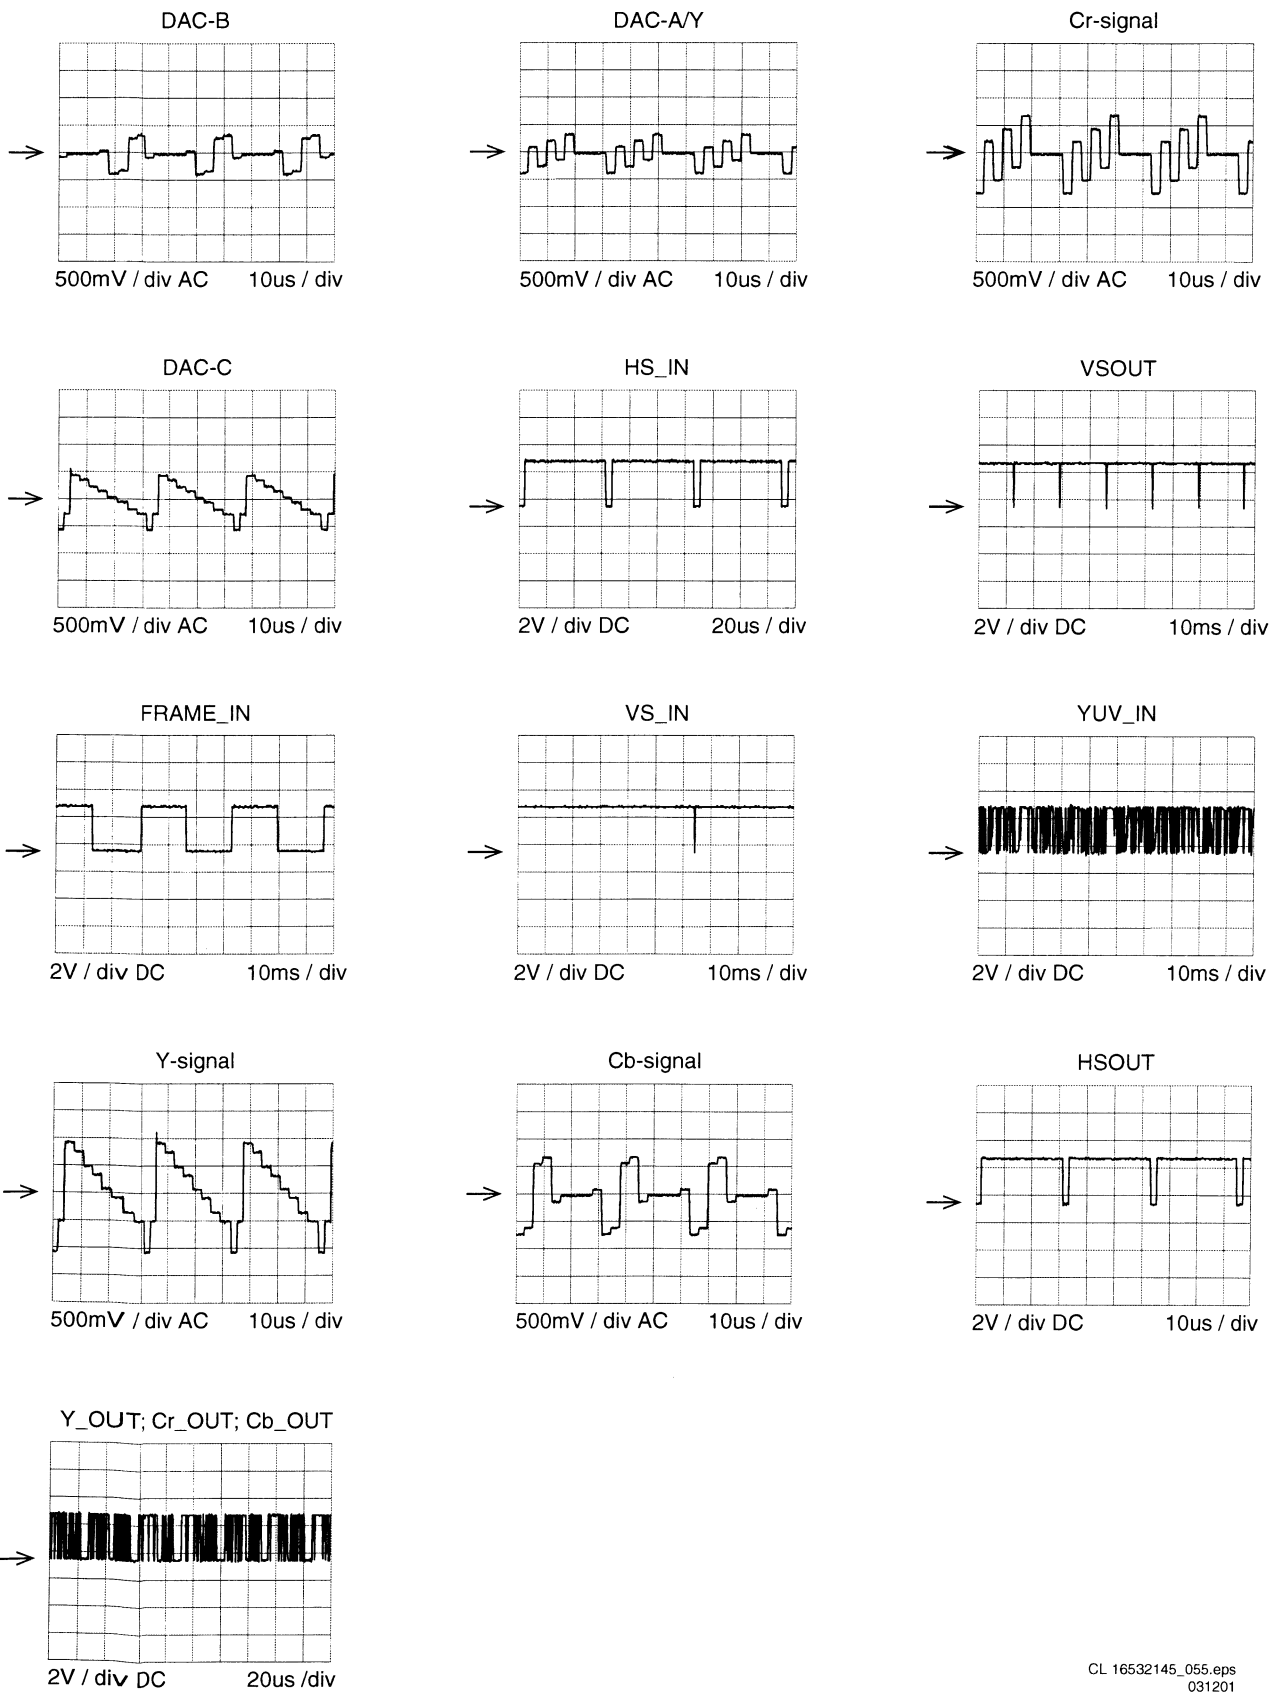 DAC-B
DAC-A/Y
Cr-signal
500mV / div AC 10us / div
500mV / div AC 10us / div
500mV / div AC 10us / div
DAC-C
HS_IN
VSOUT
500mV / div AC 10us / div
2V / div DC 20us / div
2V / div DC 10ms / div
FRAME_IN
VS_IN
YUV_IN
2V / div DC 10ms / div
2V / div DC 10ms / div
2V / div DC 10ms / div
Y-signal
Cb-signal
HSOUT
500mV / div AC 10us / div
500mV / div AC 10us / div
2V / div DC 10us / div
Y_OUT; Cr_OUT; Cb_OUT
2V / div DC 20us /div
CL 16532145_055.eps
031201